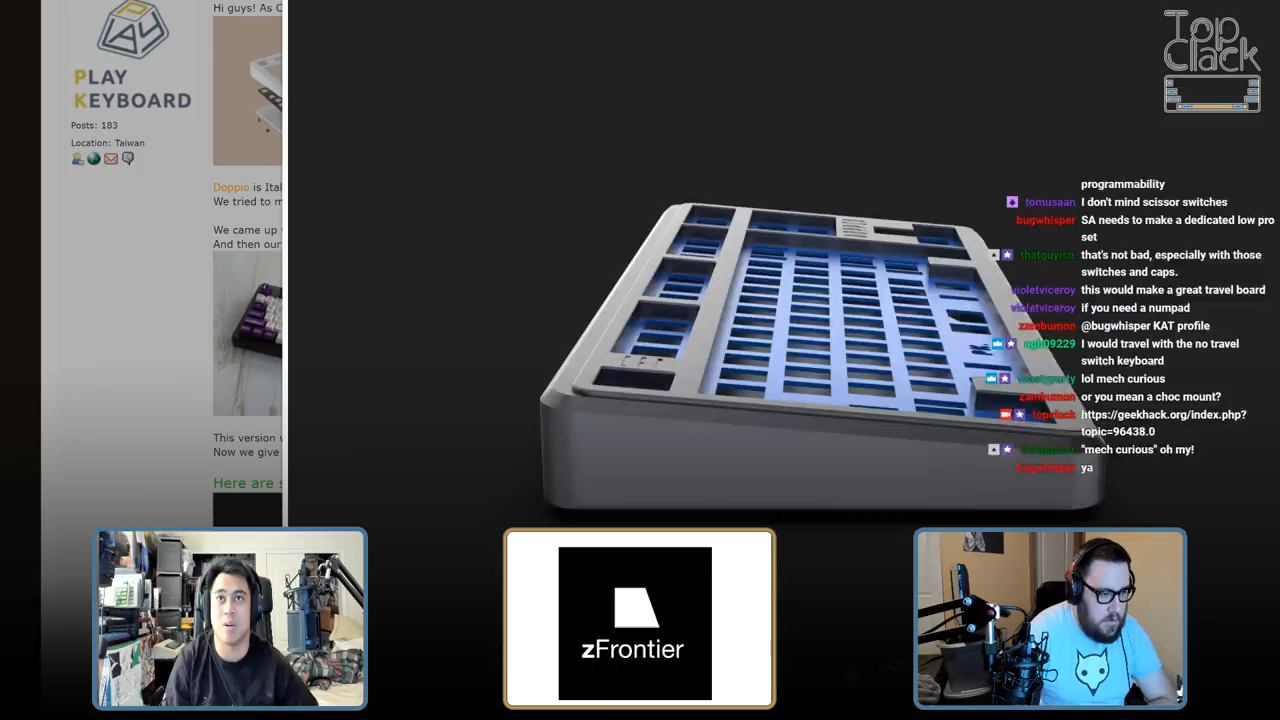 Hi guys! As C
PLAY
KEYBOARD
Posts: 183
Location: Taiwan
Doppio is Ital
We tried to m
We came up
And then our
This version
Now we give
Here are s
Top
Clack
programmability
tomusaan I don't mind scissor switches
bugwhisper SA needs to make a dedicated low pro
set
thatguyiso that's not bad, especially with those
switches and caps.
violetviceroy this would make a great travel board
violetviceroy if you need a numpad
zambumon @bugwhisper KAT profile
ngb09229 I would travel with the no travel
switch keyboard
lol mech curious
zambumon or you mean a choc mount?
topclack https://geekhack.org/index.php?
topic=96438.0
"mech curious" oh my!
ya
zFrontier